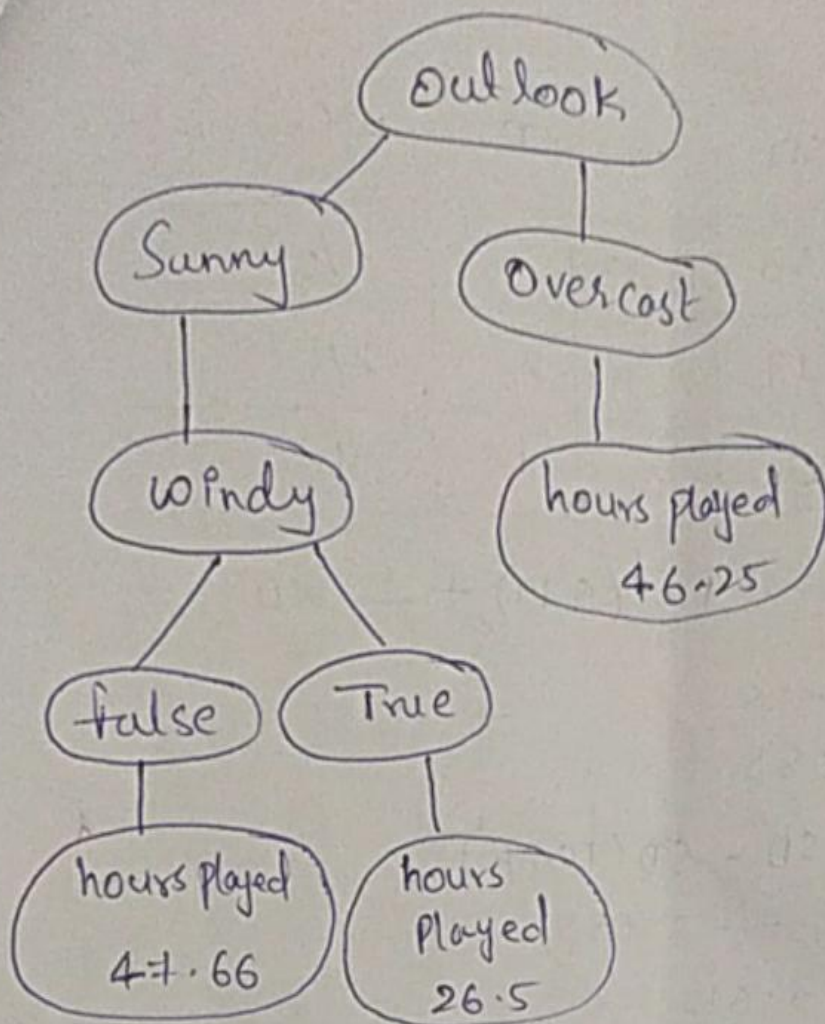 Outlook
Sunny
Overcast
Windy
hours played
46.25
false
True
hours played
47.66
hours
Played
26.5